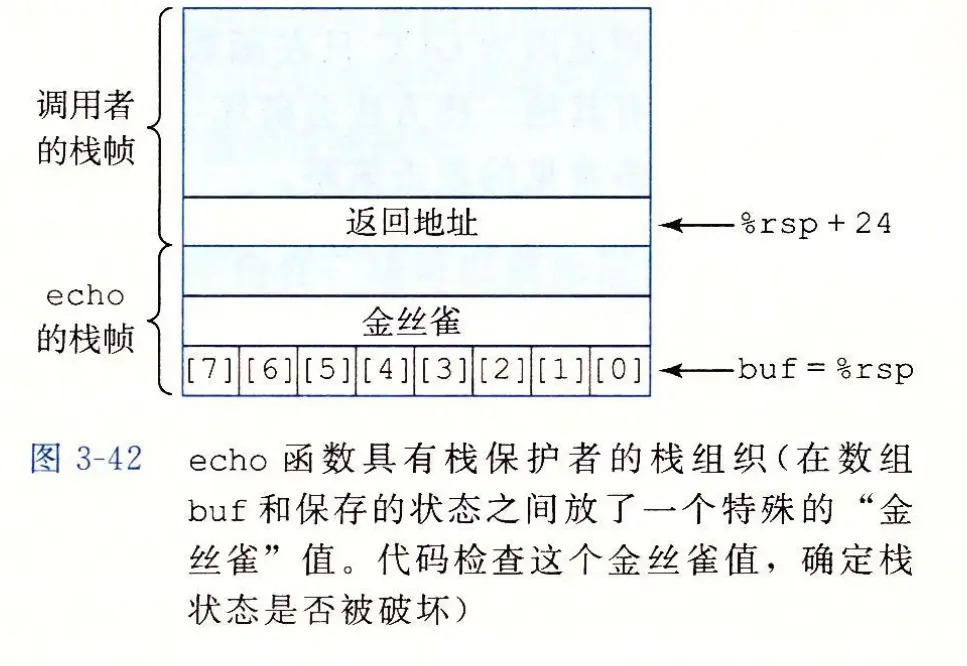 调用者
的栈帧
返回地址
%rsp + 24
echo
的栈帧
金丝雀
[7] [6] [5] [4] [3] [2] [1] [0]
buf = %rsp
图 3-42 echo 函数具有栈保护者的栈组织(在数组
buf 和保存的状态之间放了一个特殊的“金
丝雀”值。代码检查这个金丝雀值,确定栈
状态是否被破坏)